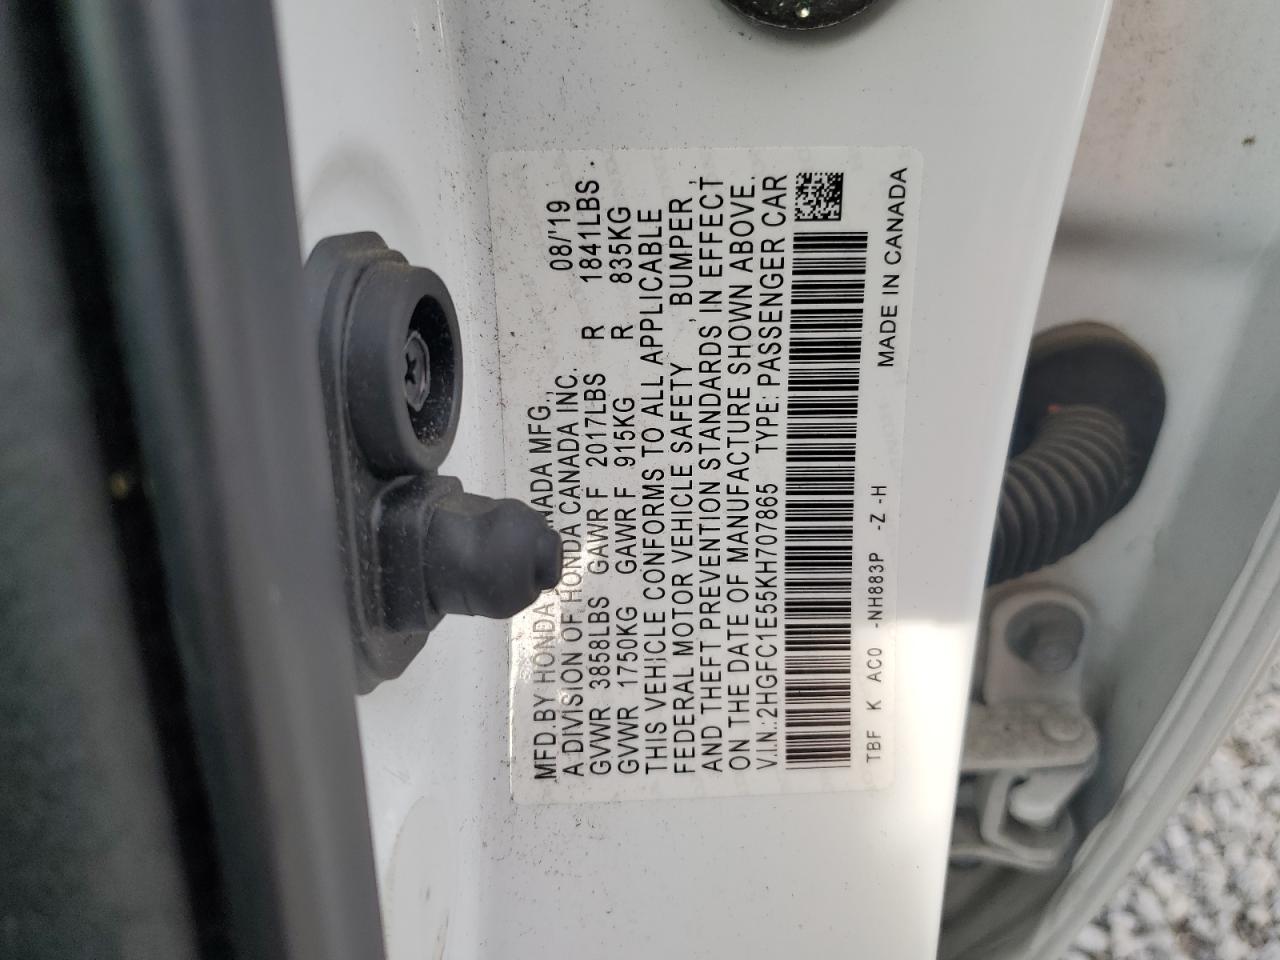 MFD.BY HONDA CANADA MFG., 08/'19
A DIVISION OF HONDA CANADA INC.
GVWR 3858LBS GAWR F 2017LBS R 1841LBS
GVWR 1750KG GAWR F 915KG R 835KG
THIS VEHICLE CONFORMS TO ALL APPLICABLE
FEDERAL MOTOR VEHICLE SAFETY , BUMPER ,
AND THEFT PREVENTION STANDARDS IN EFFECT
ON THE DATE OF MANUFACTURE SHOWN ABOVE.
V.I.N.:2HGFC1E55KH707865 TYPE: PASSENGER CAR
TBF K AC0 -NH883P -Z -H MADE IN CANADA